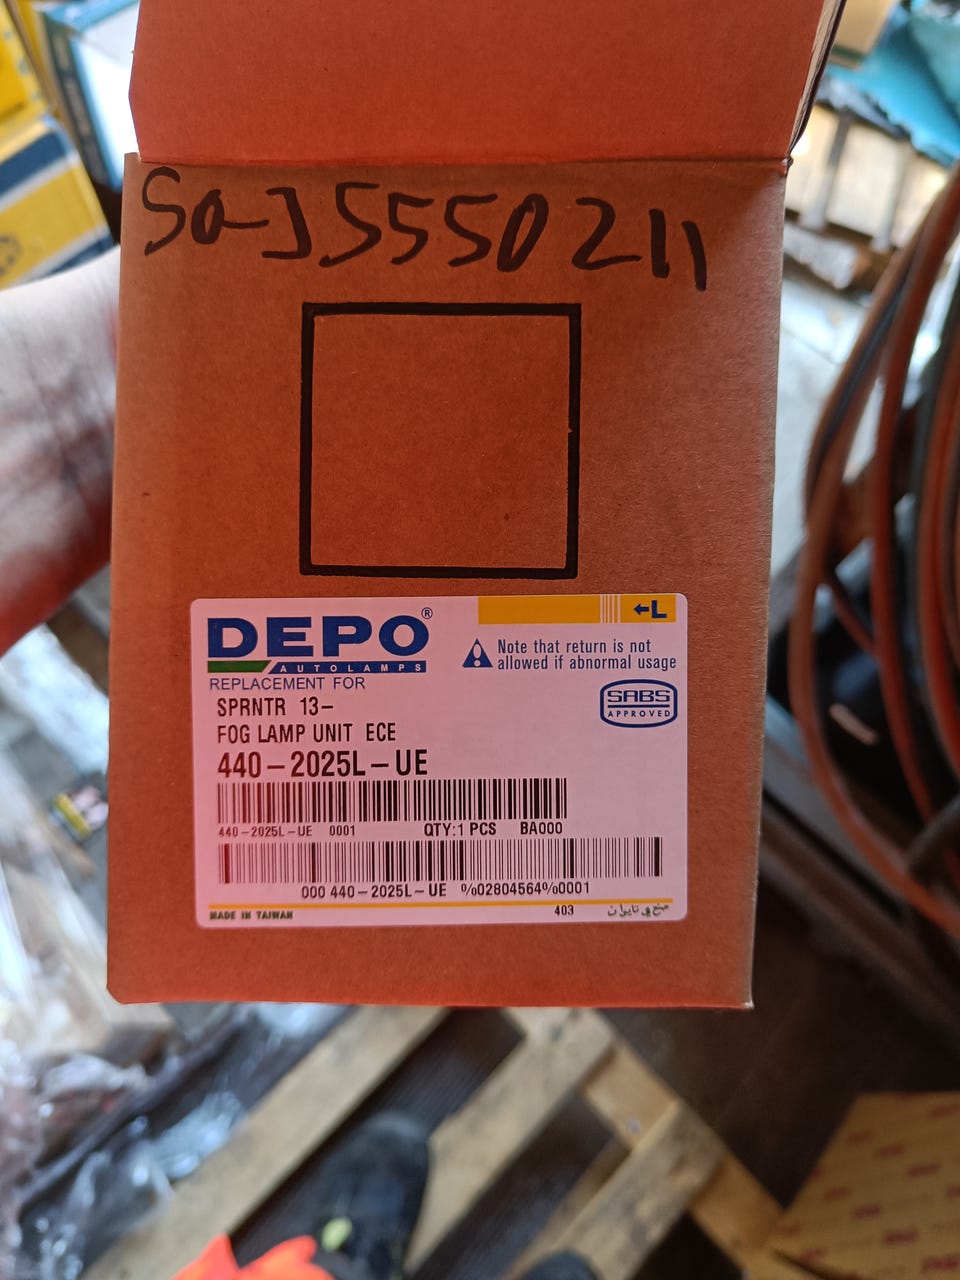 Sa-J5550211
DEPO®
AUTOLAMPS
←L
Note that return is not
allowed if abnormal usage
REPLACEMENT FOR
SPRNTR 13-
FOG LAMP UNIT ECE
SABS
APPROVED
440-2025L-UE
440-2025L-UE 0001 QTY:1 PCS BA000
000 440-2025L-UE %02804564%0001
MADE IN TAIWAN 403 صنع في تايوان